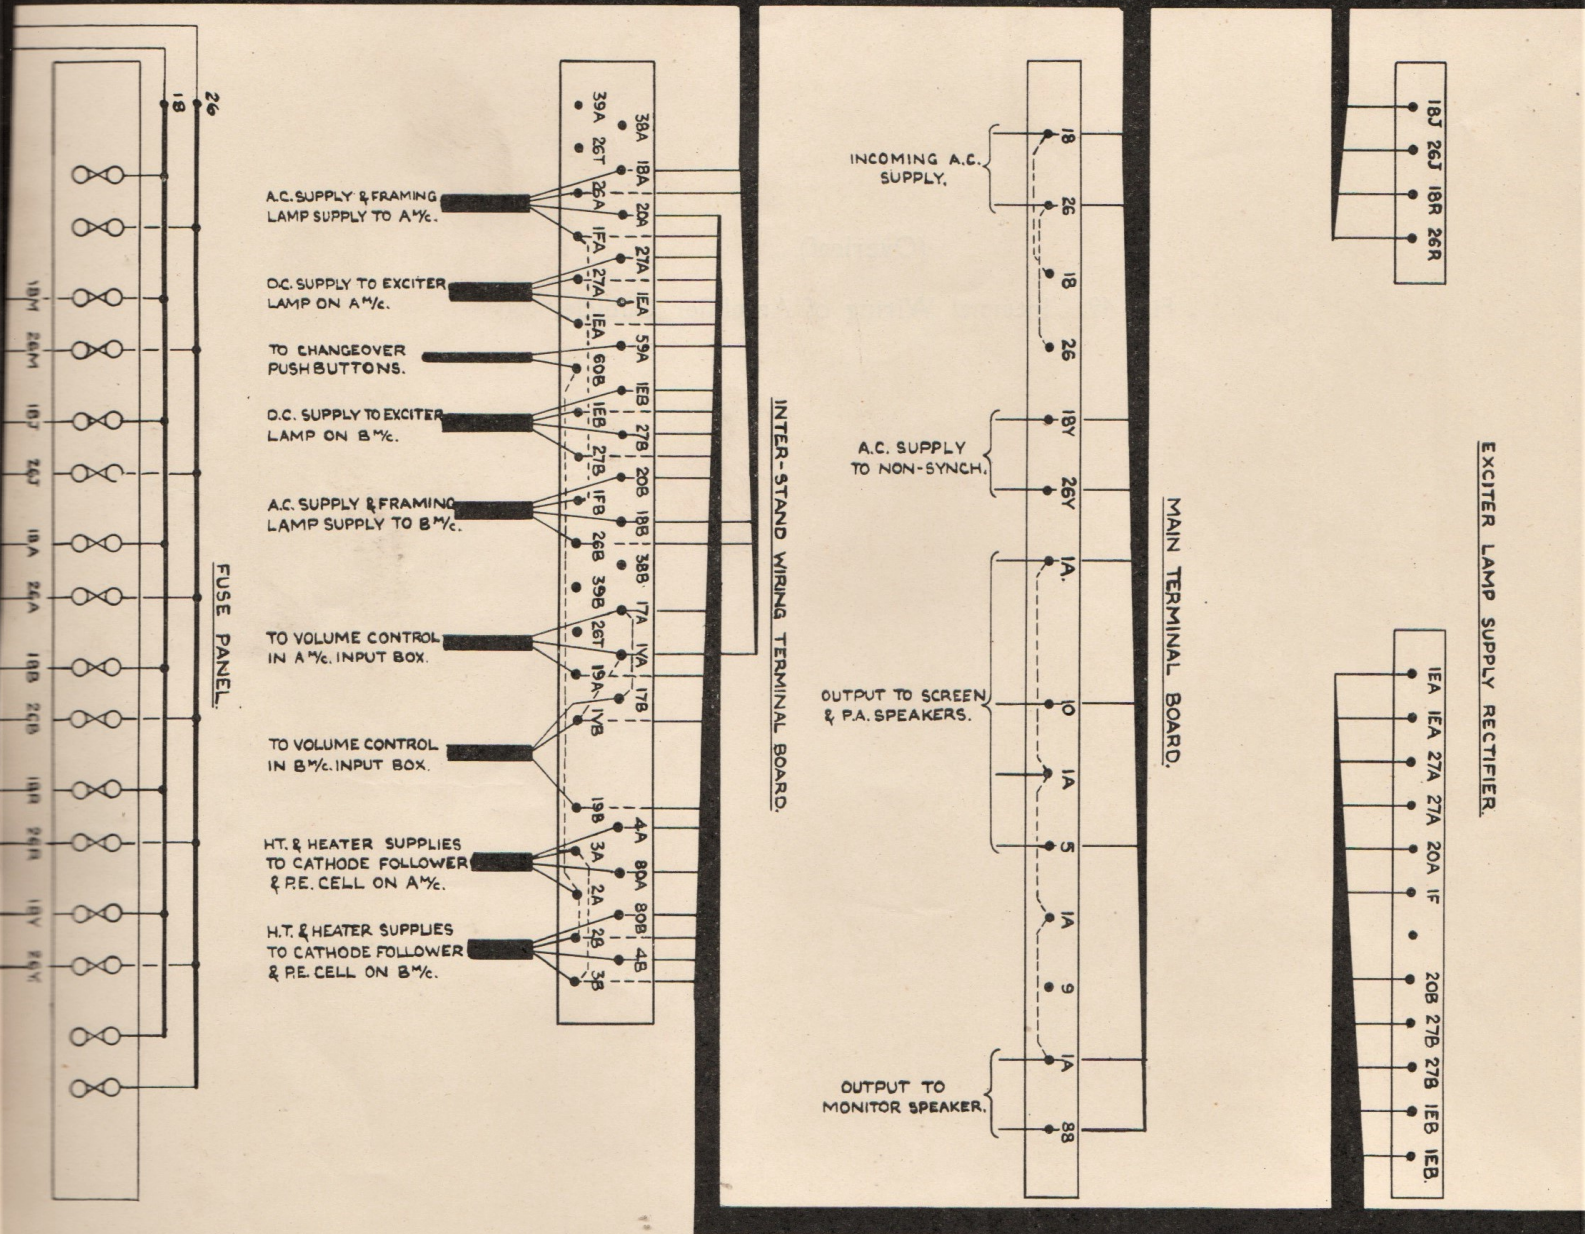 26
18
18M
26M
18J
26J
18A
26A
18B
26B
18R
26R
18Y
26Y
FUSE PANEL.
A.C. SUPPLY & FRAMING
LAMP SUPPLY TO A M/c.
D.C. SUPPLY TO EXCITER
LAMP ON A M/c.
TO CHANGEOVER
PUSHBUTTONS.
D.C. SUPPLY TO EXCITER
LAMP ON B M/c.
A.C. SUPPLY & FRAMING
LAMP SUPPLY TO B M/c.
TO VOLUME CONTROL
IN A M/c. INPUT BOX.
TO VOLUME CONTROL
IN B M/c. INPUT BOX.
HT. & HEATER SUPPLIES
TO CATHODE FOLLOWER
& P.E. CELL ON A M/c.
H.T. & HEATER SUPPLIES
TO CATHODE FOLLOWER
& P.E. CELL ON B M/c.
39A
26T
26A
1FA
27A
1EA
60B
1EB
27B
1FB
26B
39B
26T
19A
1YB
19B
3A
2A
2B
3B
38A
18A
20A
27A
1EA
59A
1EB
27B
20B
18B
38B.
17A
1YA
17B
4A
80A
80B
4B
INTER-STAND WIRING TERMINAL BOARD.
INCOMING A.C.
SUPPLY.
A.C. SUPPLY
TO NON-SYNCH.
OUTPUT TO SCREEN
& P.A. SPEAKERS.
OUTPUT TO
MONITOR SPEAKER.
18
26
18
26
18Y
26Y
1A.
10
1A
5
1A
9
1A
88
MAIN TERMINAL BOARD.
18J
26J
18R
26R
1EA
1EA
27A
27A
20A
1F
20B
27B
27B
1EB
1EB.
EXCITER LAMP SUPPLY RECTIFIER.